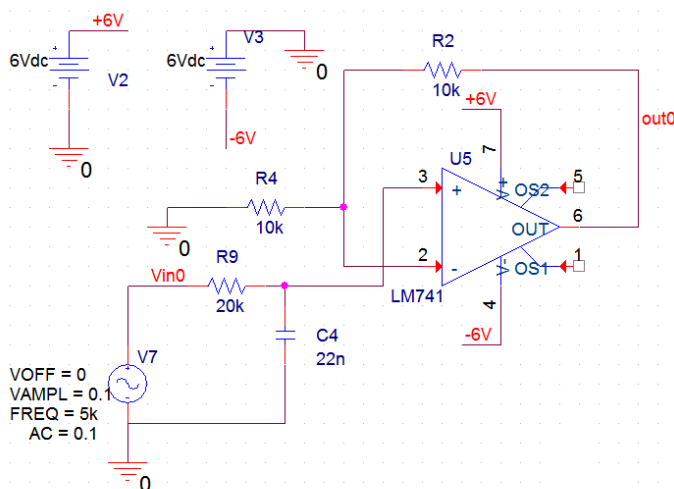 +6V
V3
R2
6Vdc
6Vdc
+
-
+
-
V2
0
10k
+6V
out0
-6V
0
U5
7
R4
3
+
V+
OS2
5
OUT
6
0
10k
2
-
V-
OS1
1
Vin0
R9
LM741
4
20k
C4
-6V
22n
V7
+
-
VOFF = 0
VAMPL = 0.1
FREQ = 5k
AC = 0.1
0